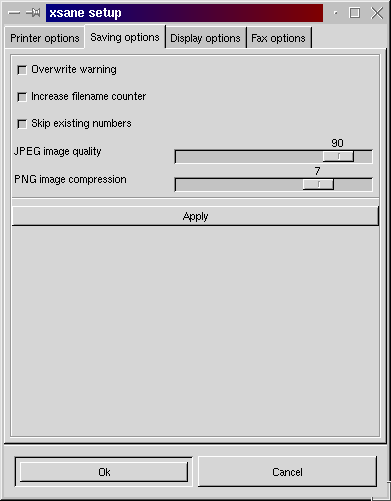 xsane setup
Printer options Saving options Display options Fax options
Overwrite warning
Increase filename counter
Skip existing numbers
90
JPEG image quality
7
PNG image compression
Apply
Ok Cancel